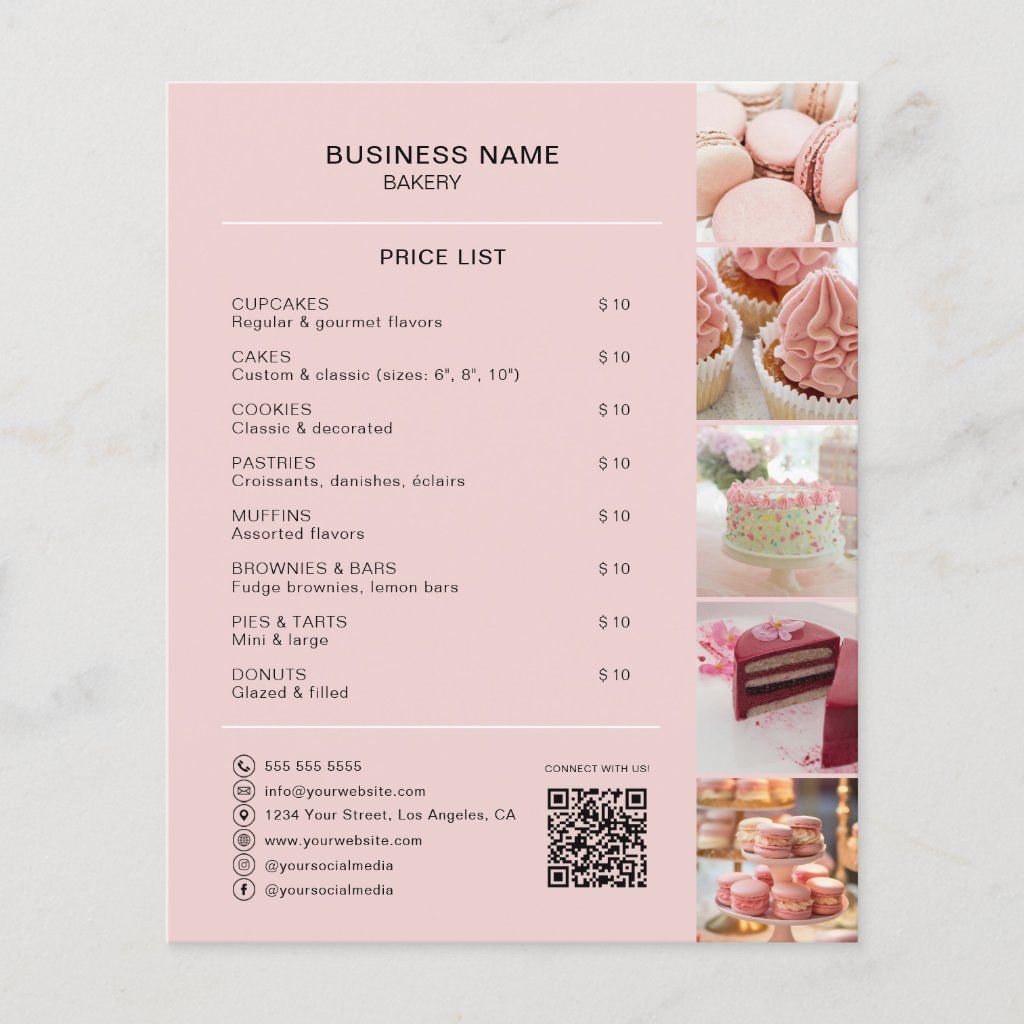 BUSINESS NAME
BAKERY
PRICE LIST
CUPCAKES $ 10
Regular & gourmet flavors
CAKES $ 10
Custom & classic (sizes: 6", 8", 10")
COOKIES $ 10
Classic & decorated
PASTRIES $ 10
Croissants, danishes, éclairs
MUFFINS $ 10
Assorted flavors
BROWNIES & BARS $ 10
Fudge brownies, lemon bars
PIES & TARTS $ 10
Mini & large
DONUTS $ 10
Glazed & filled
555 555 5555
info@yourwebsite.com
1234 Your Street, Los Angeles, CA
www.yourwebsite.com
@yoursocialmedia
@yoursocialmedia
CONNECT WITH US!